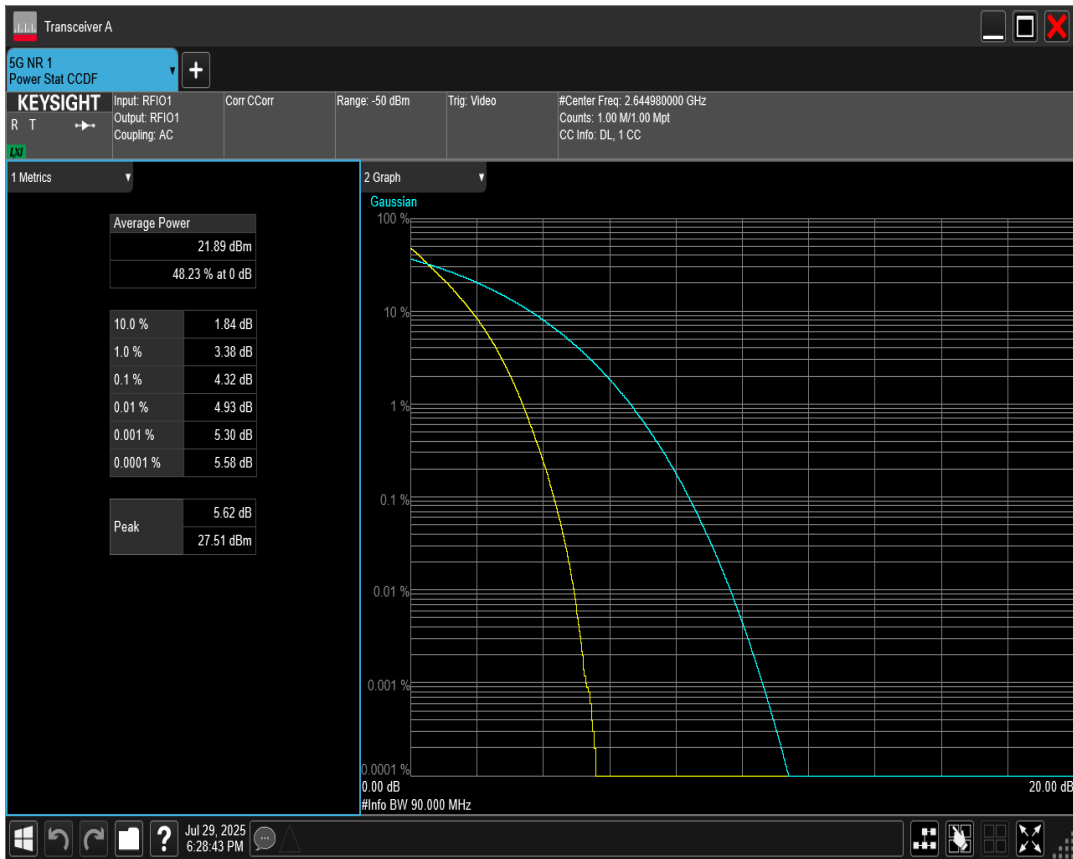 Transceiver A
5G NR 1
Power Stat CCDF
+
KEYSIGHT
R T
LXI
Input: RFIO1
Output: RFIO1
Coupling: AC
Corr CCorr
Range: -50 dBm
Trig: Video
#Center Freq: 2.644980000 GHz
Counts: 1.00 M/1.00 Mpt
CC Info: DL, 1 CC
1 Metrics
Average Power
21.89 dBm
48.23 % at 0 dB
10.0 % 1.84 dB
1.0 % 3.38 dB
0.1 % 4.32 dB
0.01 % 4.93 dB
0.001 % 5.30 dB
0.0001 % 5.58 dB
Peak 5.62 dB
27.51 dBm
2 Graph
Gaussian
100 %
10 %
1 %
0.1 %
0.01 %
0.001 %
0.0001 %
0.00 dB 20.00 dB
#Info BW 90.000 MHz
?
Jul 29, 2025
6:28:43 PM